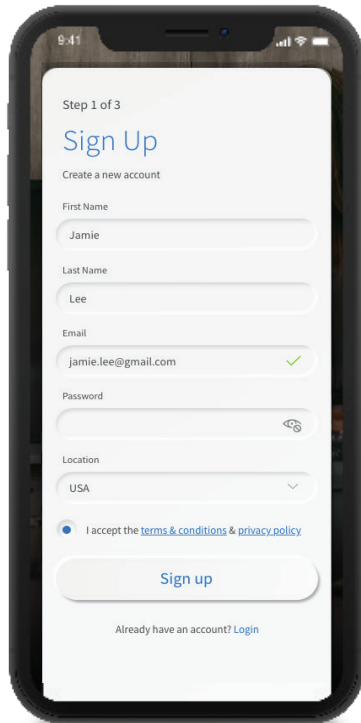 9:41
Step 1 of 3
Sign Up
Create a new account
First Name
Jamie
Last Name
Lee
Email
jamie.lee@gmail.com
Password
Location
USA
I accept the terms & conditions & privacy policy
Sign up
Already have an account? Login